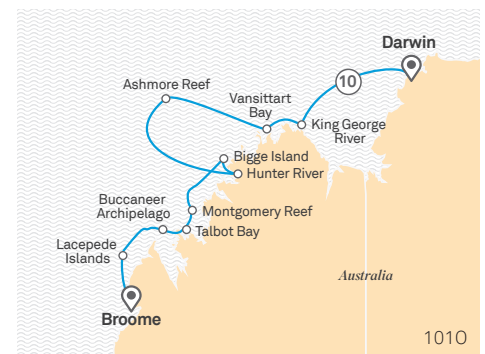 Darwin
10
Ashmore Reef
Vansittart
Bay
King George
River
Bigge Island
Hunter River
Buccaneer
Archipelago
Montgomery Reef
Talbot Bay
Lacepede
Islands
Australia
Broome
1010